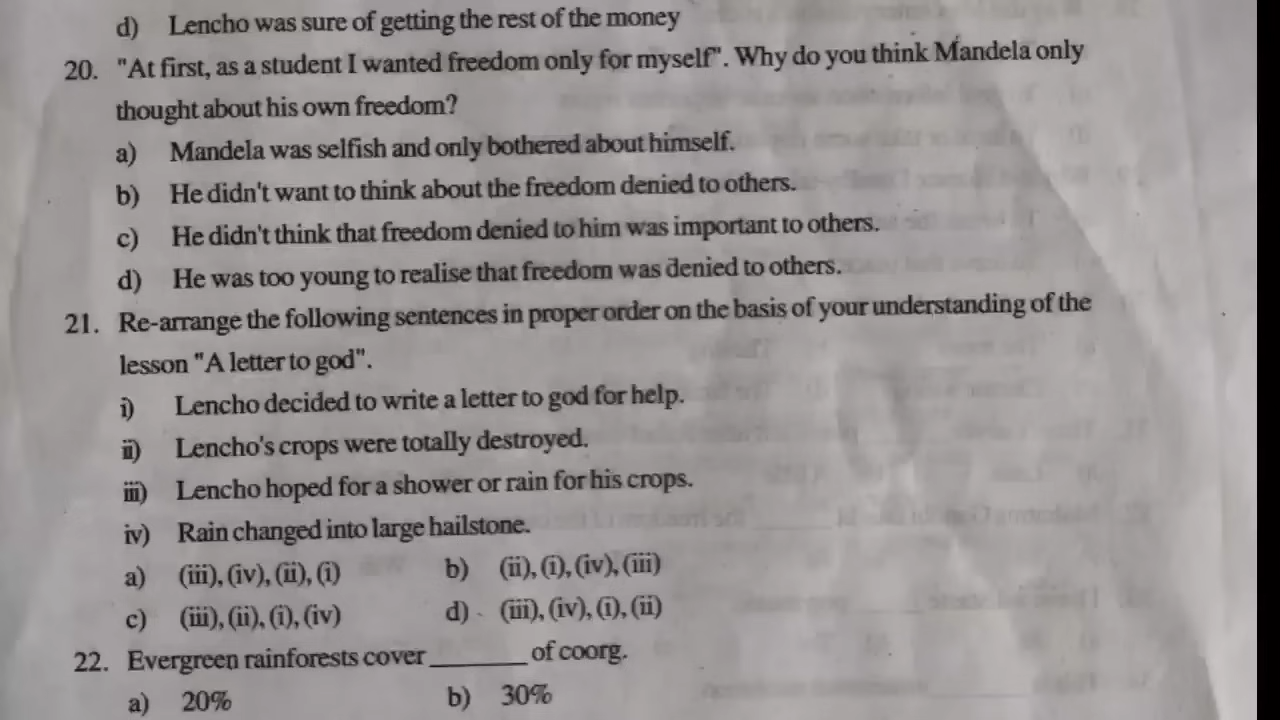 d) Lencho was sure of getting the rest of the money
20. "At first, as a student I wanted freedom only for myself". Why do you think Mandela only
thought about his own freedom?
a) Mandela was selfish and only bothered about himself.
b) He didn't want to think about the freedom denied to others.
c) He didn't think that freedom denied to him was important to others.
d) He was too young to realise that freedom was denied to others.
21. Re-arrange the following sentences in proper order on the basis of your understanding of the
lesson "A letter to god".
i) Lencho decided to write a letter to god for help.
ii) Lencho's crops were totally destroyed.
iii) Lencho hoped for a shower or rain for his crops.
iv) Rain changed into large hailstone.
a) (iii), (iv), (ii), (i) b) (ii), (i), (iv), (iii)
c) (iii), (ii), (i), (iv) d) (iii), (iv), (i), (ii)
22. Evergreen rainforests cover ________ of coorg.
a) 20% b) 30%